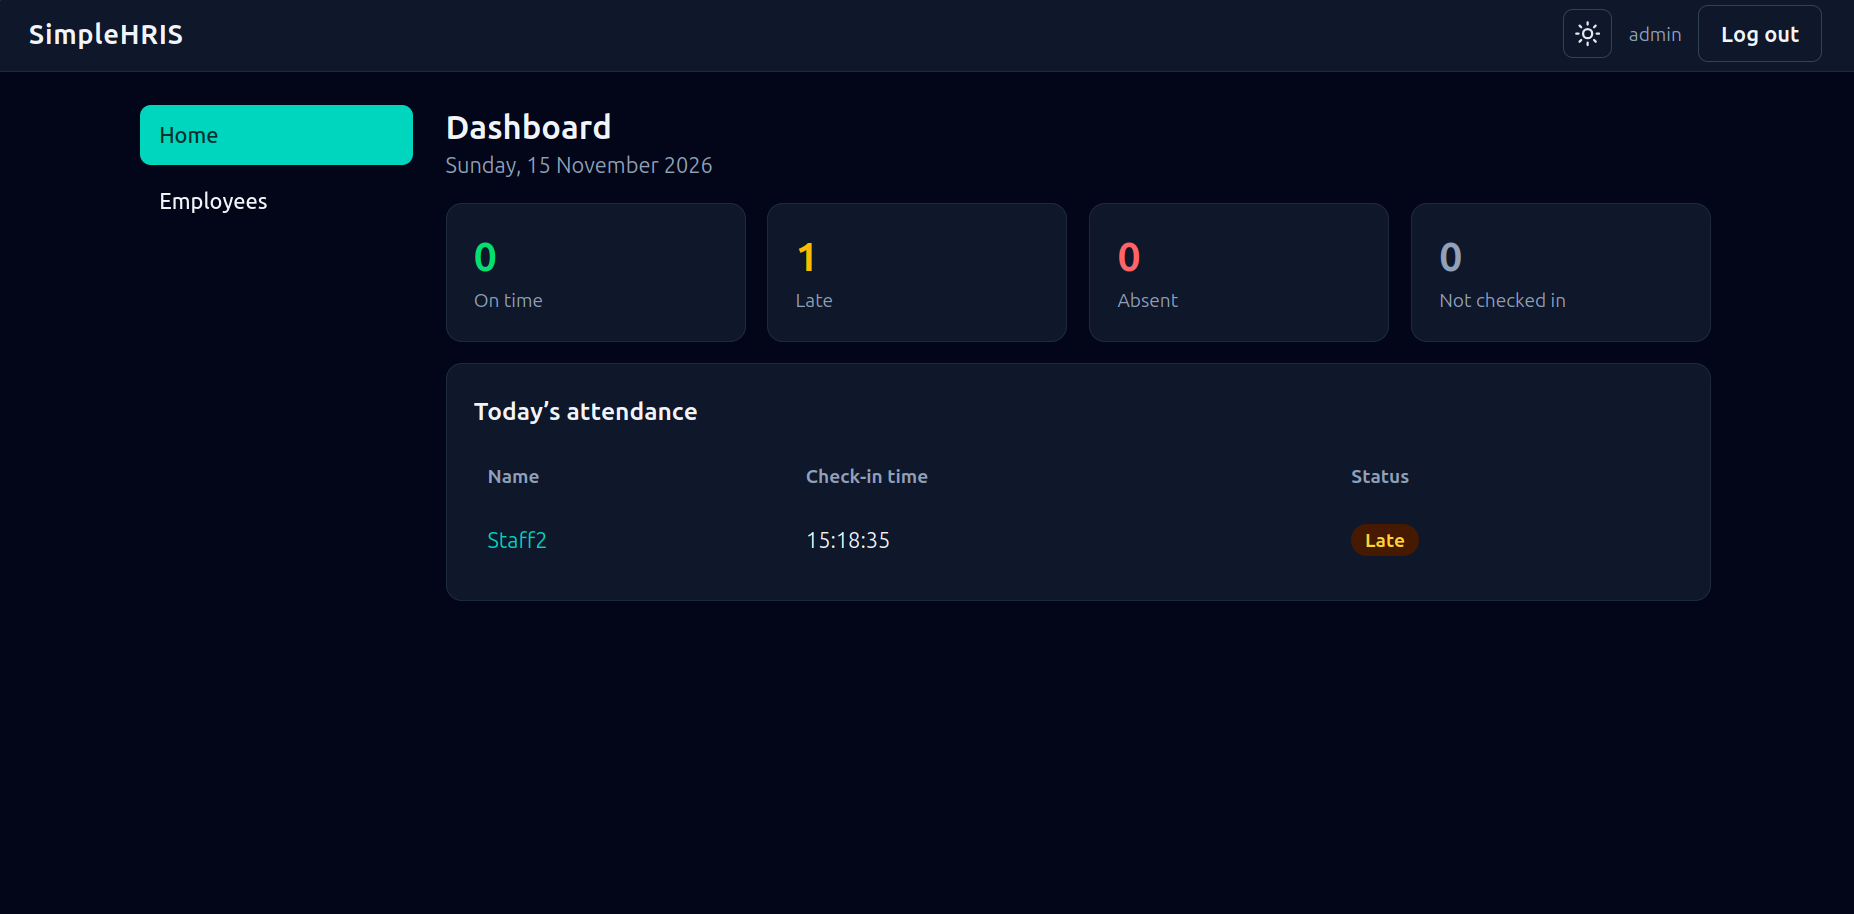 SimpleHRIS
admin
Log out
Home
Employees
Dashboard
Sunday, 15 November 2026
0
On time
1
Late
0
Absent
0
Not checked in
Today’s attendance
Name Check-in time Status
Staff2 15:18:35 Late